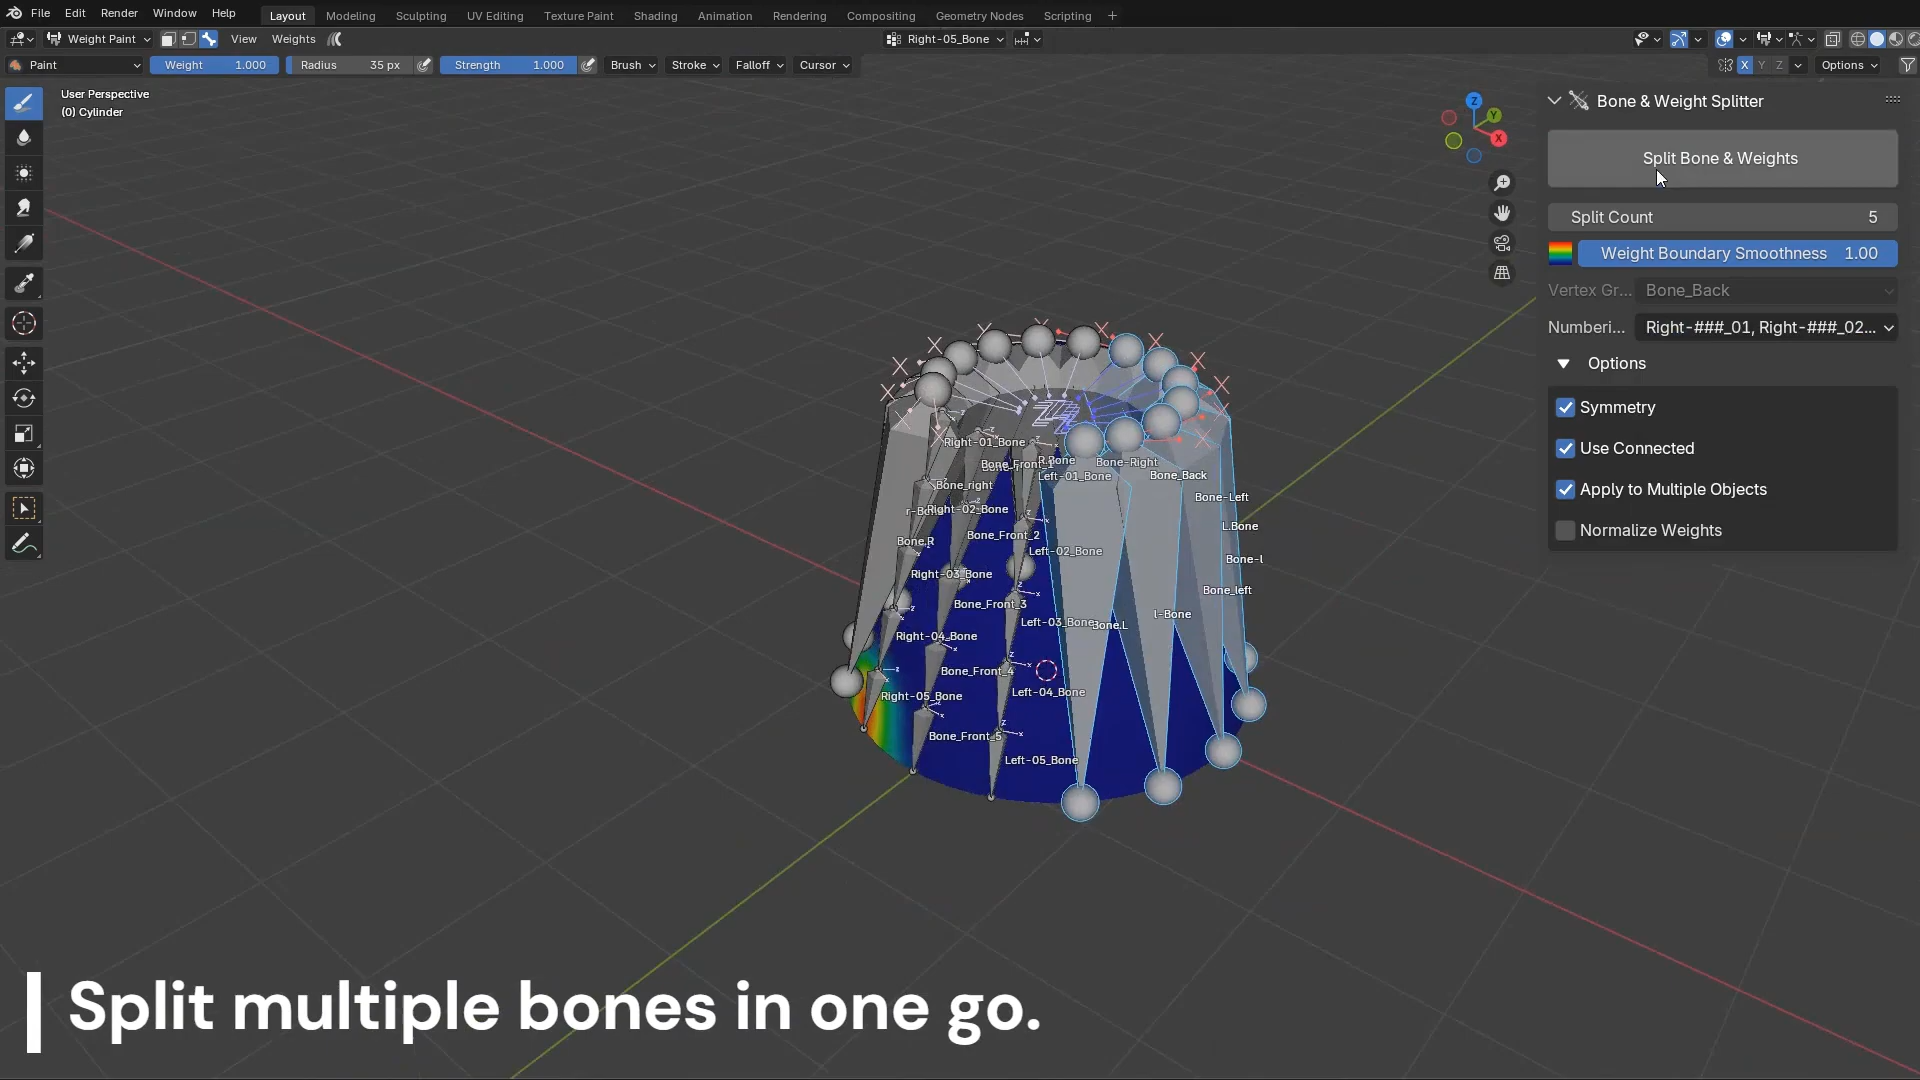 File Edit Render Window Help Layout Modeling Sculpting UV Editing Texture Paint Shading Animation Rendering Compositing Geometry Nodes Scripting +
Weight Paint View Weights Right-05_Bone
Paint Weight 1.000 Radius 35 px Strength 1.000 Brush Stroke Falloff Cursor X Y Z Options
User Perspective
(0) Cylinder
Z
Y
X
Bone & Weight Splitter
Split Bone & Weights
Split Count 5
Weight Boundary Smoothness 1.00
Vertex Gr... Bone_Back
Numberi... Right-###_01, Right-###_02...
Options
Symmetry
Use Connected
Apply to Multiple Objects
Normalize Weights
Right-01_Bone
Bone_Front_1
R.Bone
Bone-Right
Left-01_Bone
Bone_Back
Bone_right
Bone-Left
Right-02_Bone
L.Bone
Bone_Front_2
Bone.R
Left-02_Bone
Bone-l
Right-03_Bone
Bone_left
Bone_Front_3
l-Bone
Left-03_Bone
Bone.L
Right-04_Bone
Bone_Front_4
Left-04_Bone
Right-05_Bone
Bone_Front_5
Left-05_Bone
Split multiple bones in one go.